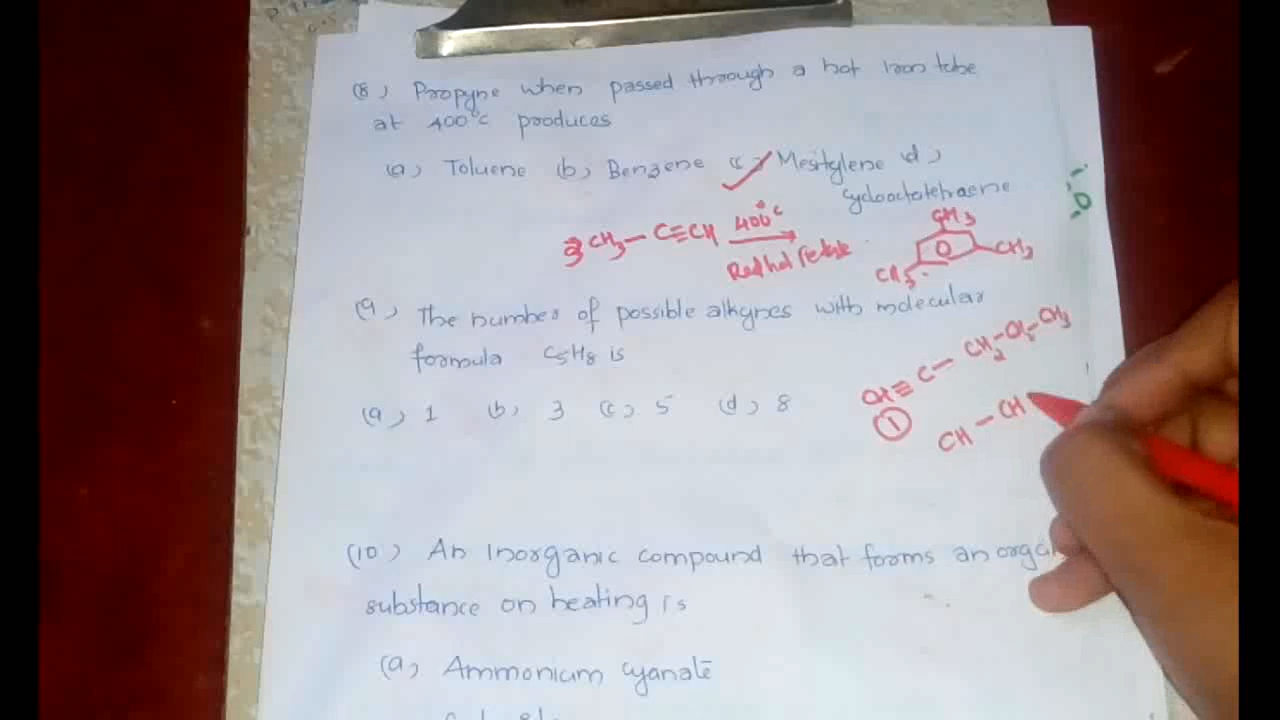 (8) Propyne when passed through a hot Iron tube
at 400°C produces
(a) Toluene (b) Benzene (c) Mesitylene (d)
cyclooctatetraene
3CH3 – C≡CH 400°C
Red hot
CH3
CH3
CH3
(9) The number of possible alkynes with molecular
formula C5H8 is
(a) 1 (b) 3 (c) 5 (d) 8
CH≡C – CH2–CH2–CH3
①
CH – CH
(10) An Inorganic compound that forms an
substance on heating is
(a) Ammonium cyanate